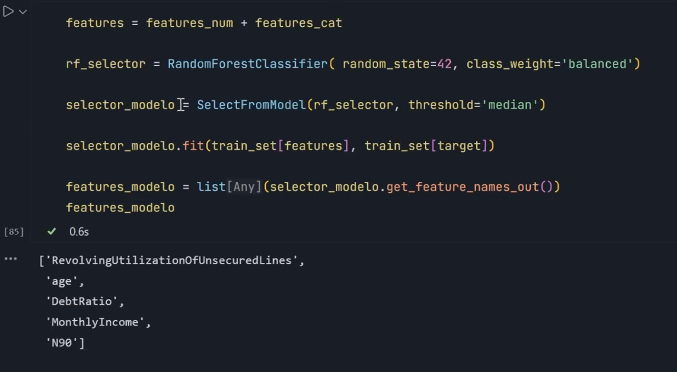 features = features_num + features_cat
rf_selector = RandomForestClassifier( random_state=42, class_weight='balanced')
selector_modelo = SelectFromModel(rf_selector, threshold='median')
selector_modelo.fit(train_set[features], train_set[target])
features_modelo = list[Any](selector_modelo.get_feature_names_out())
features_modelo
[85] ✓ 0.6s
... ['RevolvingUtilizationOfUnsecuredLines',
'age',
'DebtRatio',
'MonthlyIncome',
'N90']